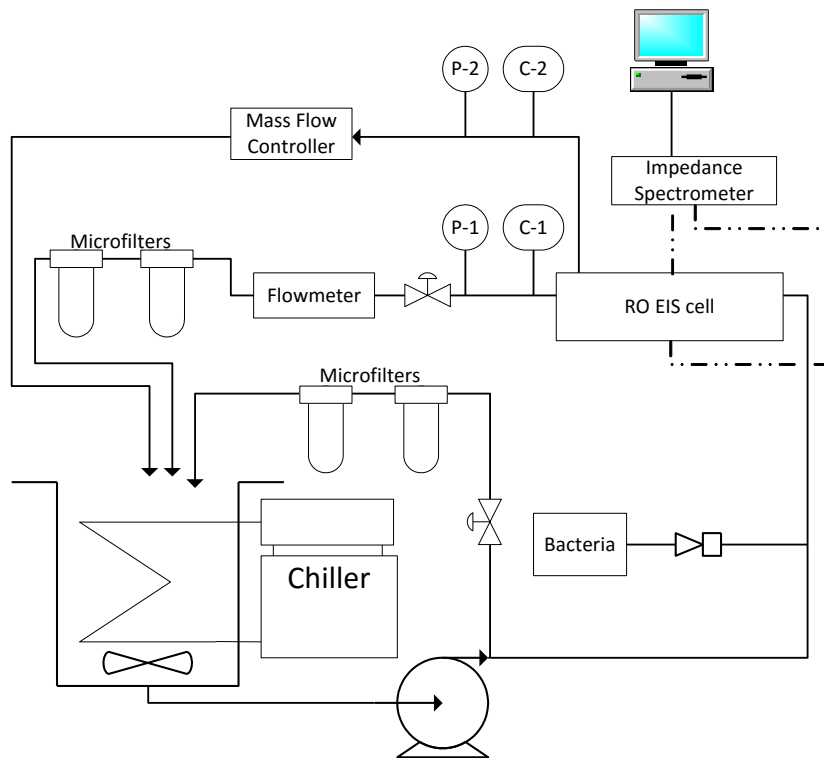 P-2
C-2
Mass Flow
Controller
Impedance
Spectrometer
P-1
C-1
Microfilters
Flowmeter
RO EIS cell
Microfilters
Bacteria
Chiller